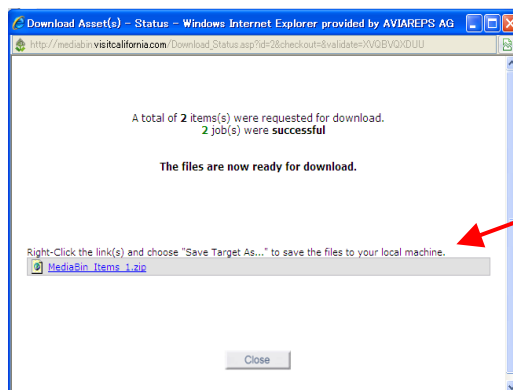 Download Asset(s) - Status - Windows Internet Explorer provided by AVIAREPS AG
http://mediabin.visitcalifornia.com/Download_Status.asp?id=2&checkout=&validate=XVQBVQXDUU
A total of 2 items(s) were requested for download.
2 job(s) were successful
The files are now ready for download.
Right-Click the link(s) and choose "Save Target As..." to save the files to your local machine.
MediaBin_Items_1.zip
Close